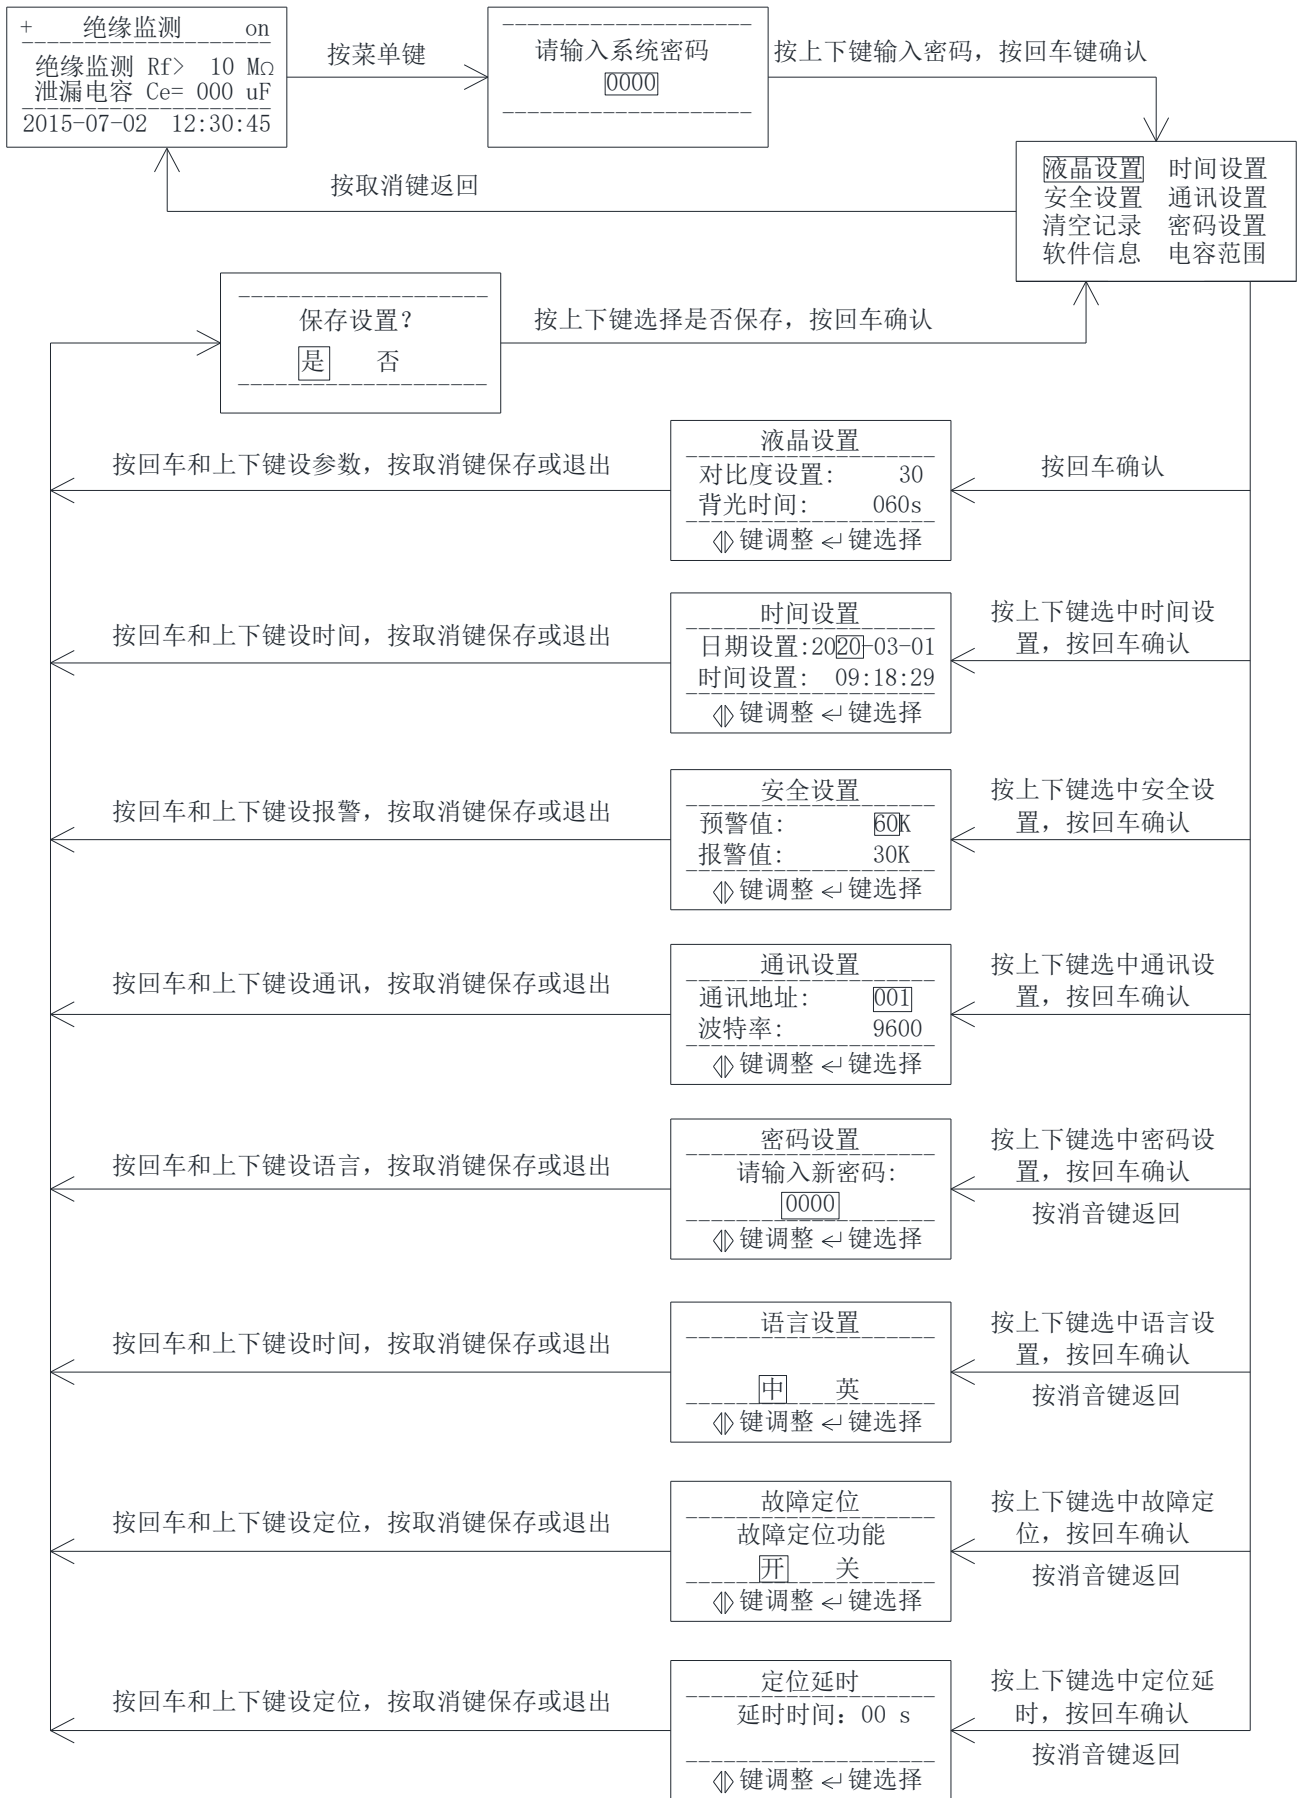 + 绝缘监测 on
绝缘监测 Rf> 10 MΩ
泄漏电容 Ce= 000 uF
2015-07-02 12:30:45
按菜单键
请输入系统密码
0000
按上下键输入密码，按回车键确认
液晶设置 时间设置
安全设置 通讯设置
清空记录 密码设置
软件信息 电容范围
按取消键返回
保存设置？
是 否
按上下键选择是否保存，按回车确认
按回车和上下键设参数，按取消键保存或退出
液晶设置
对比度设置: 30
背光时间: 060s
键调整 键选择
按回车确认
按回车和上下键设时间，按取消键保存或退出
时间设置
日期设置:2020-03-01
时间设置: 09:18:29
键调整 键选择
按上下键选中时间设
置，按回车确认
按回车和上下键设报警，按取消键保存或退出
安全设置
预警值: 60K
报警值: 30K
键调整 键选择
按上下键选中安全设
置，按回车确认
按回车和上下键设通讯，按取消键保存或退出
通讯设置
通讯地址: 001
波特率: 9600
键调整 键选择
按上下键选中通讯设
置，按回车确认
按回车和上下键设语言，按取消键保存或退出
密码设置
请输入新密码:
0000
键调整 键选择
按上下键选中密码设
置，按回车确认
按消音键返回
按回车和上下键设时间，按取消键保存或退出
语言设置
中 英
键调整 键选择
按上下键选中语言设
置，按回车确认
按消音键返回
按回车和上下键设定位，按取消键保存或退出
故障定位
故障定位功能
开 关
键调整 键选择
按上下键选中故障定
位，按回车确认
按消音键返回
按回车和上下键设定位，按取消键保存或退出
定位延时
延时时间：00 s
键调整 键选择
按上下键选中定位延
时，按回车确认
按消音键返回